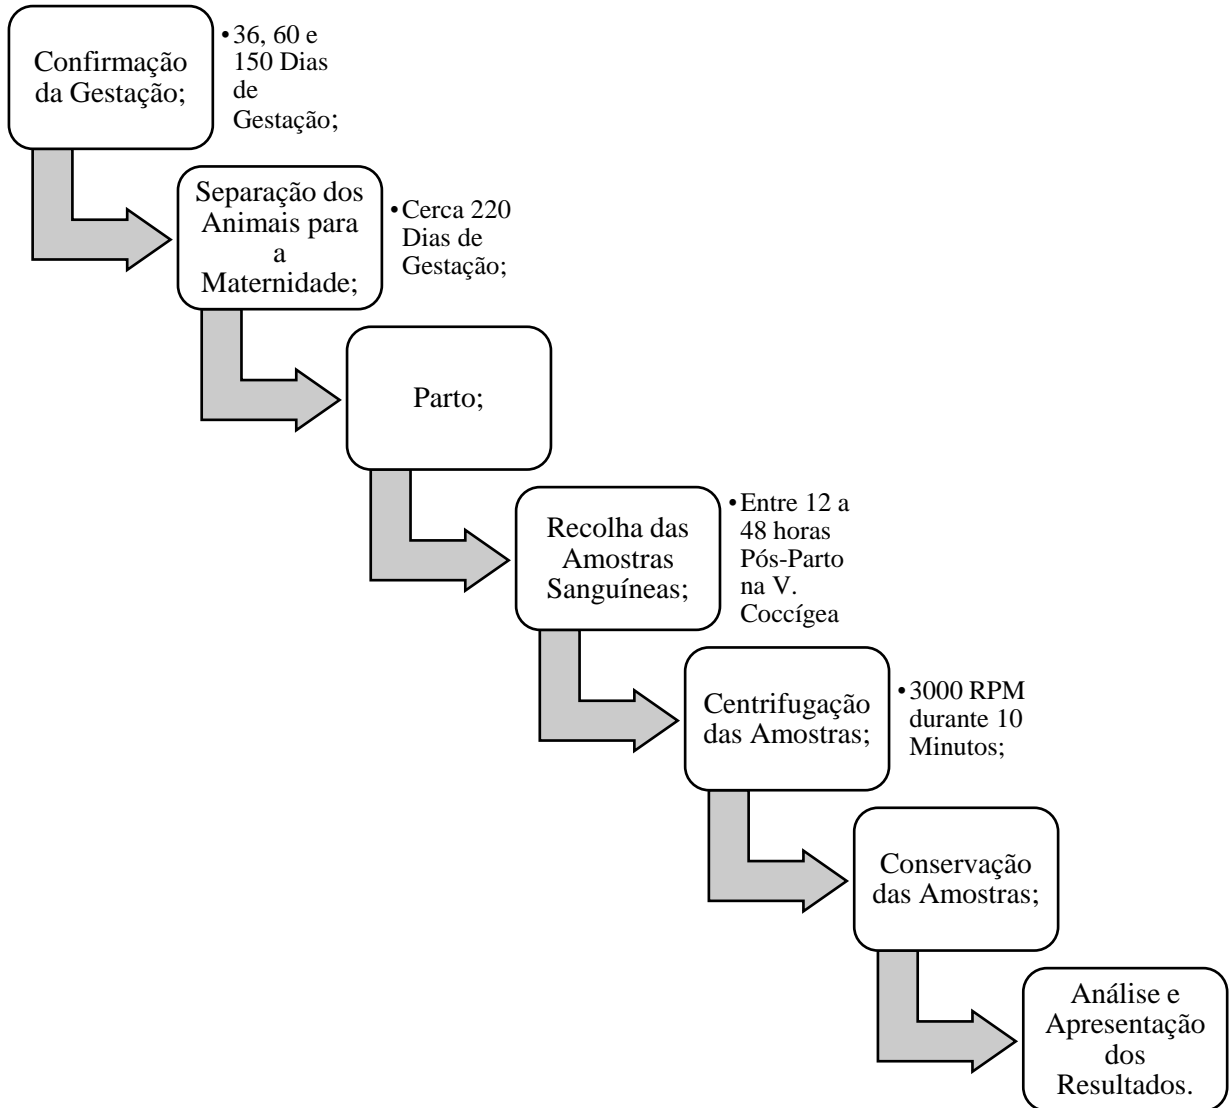 Confirmação
da Gestação;
•36, 60 e
150 Dias
de
Gestação;
Separação dos
Animais para
a
Maternidade;
•Cerca 220
Dias de
Gestação;
Parto;
Recolha das
Amostras
Sanguíneas;
•Entre 12 a
48 horas
Pós-Parto
na V.
Coccígea
Centrifugação
das Amostras;
•3000 RPM
durante 10
Minutos;
Conservação
das Amostras;
Análise e
Apresentação
dos
Resultados.